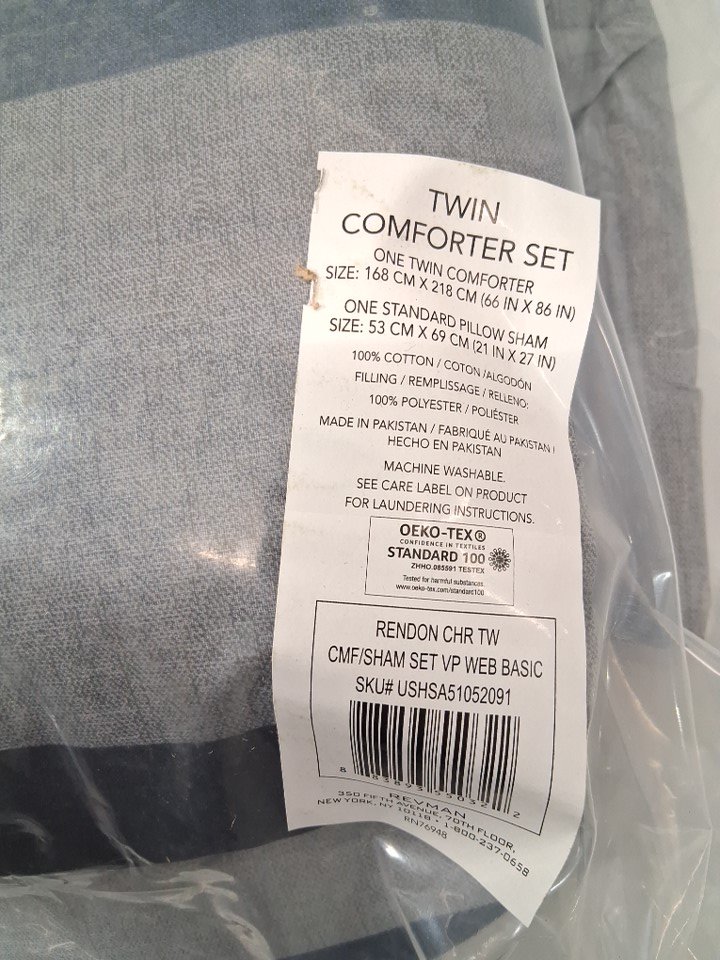 TWIN
COMFORTER SET
ONE TWIN COMFORTER
SIZE: 168 CM X 218 CM (66 IN X 86 IN)
ONE STANDARD PILLOW SHAM
SIZE: 53 CM X 69 CM (21 IN X 27 IN)
100% COTTON / COTON /ALGODÓN
FILLING / REMPLISSAGE / RELLENO:
100% POLYESTER / POLIÉSTER
MADE IN PAKISTAN / FABRIQUÉ AU PAKISTAN /
HECHO EN PAKISTAN
MACHINE WASHABLE.
SEE CARE LABEL ON PRODUCT
FOR LAUNDERING INSTRUCTIONS.
OEKO-TEX®
CONFIDENCE IN TEXTILES
STANDARD 100
ZHHO.085591 TESTEX
Tested for harmful substances.
www.oeko-tex.com/standard100
RENDON CHR TW
CMF/SHAM SET VP WEB BASIC
SKU# USHSA51052091
8 2
REVMAN
350 FIFTH AVENUE, 70TH FLOOR,
NEW YORK, NY 10118 • 1-800-237-0658
RN76948